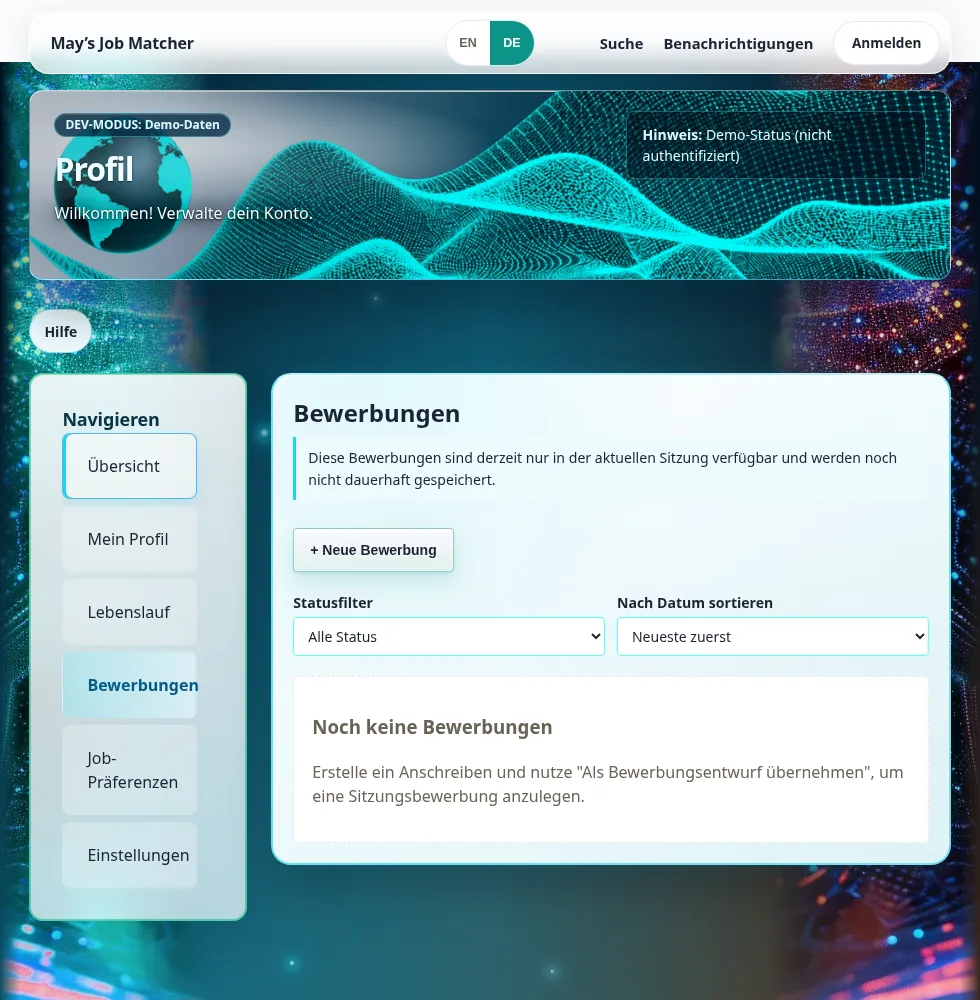 May’s Job Matcher
EN
DE
Suche
Benachrichtigungen
Anmelden
DEV-MODUS: Demo-Daten
Profil
Willkommen! Verwalte dein Konto.
Hinweis: Demo-Status (nicht
authentifiziert)
Hilfe
Navigieren
Übersicht
Mein Profil
Lebenslauf
Bewerbungen
Job-
Präferenzen
Einstellungen
Bewerbungen
Diese Bewerbungen sind derzeit nur in der aktuellen Sitzung verfügbar und werden noch
nicht dauerhaft gespeichert.
+ Neue Bewerbung
Statusfilter
Alle Status
Nach Datum sortieren
Neueste zuerst
Noch keine Bewerbungen
Erstelle ein Anschreiben und nutze "Als Bewerbungsentwurf übernehmen", um
eine Sitzungsbewerbung anzulegen.